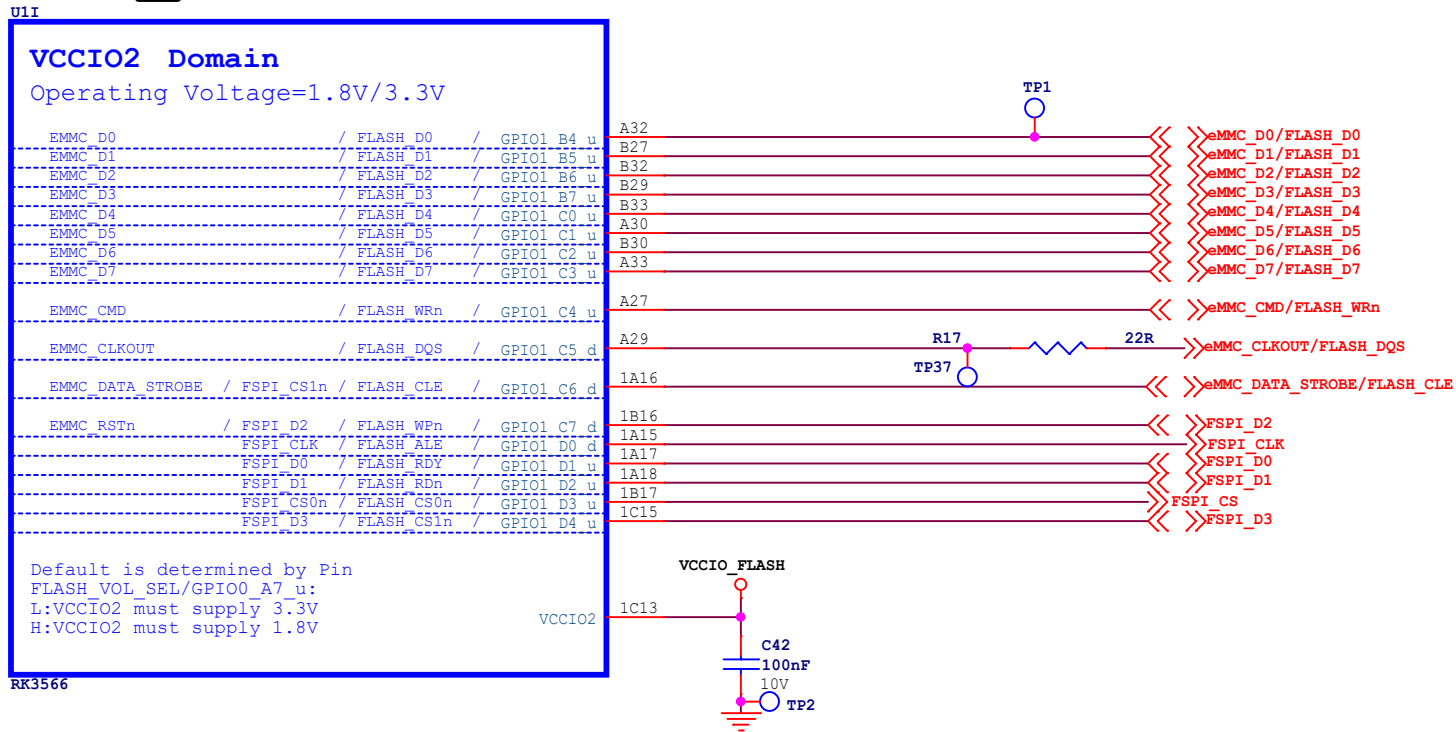 U1I
VCCIO2 Domain
Operating Voltage=1.8V/3.3V
TP1
EMMC_D0 / FLASH_D0 / GPIO1_B4_u A32 eMMC_D0/FLASH_D0
EMMC_D1 / FLASH_D1 / GPIO1_B5_u B27 eMMC_D1/FLASH_D1
EMMC_D2 / FLASH_D2 / GPIO1_B6_u B32 eMMC_D2/FLASH_D2
EMMC_D3 / FLASH_D3 / GPIO1_B7_u B29 eMMC_D3/FLASH_D3
EMMC_D4 / FLASH_D4 / GPIO1_C0_u B33 eMMC_D4/FLASH_D4
EMMC_D5 / FLASH_D5 / GPIO1_C1_u A30 eMMC_D5/FLASH_D5
EMMC_D6 / FLASH_D6 / GPIO1_C2_u B30 eMMC_D6/FLASH_D6
EMMC_D7 / FLASH_D7 / GPIO1_C3_u A33 eMMC_D7/FLASH_D7
EMMC_CMD / FLASH_WRn / GPIO1_C4_u A27 eMMC_CMD/FLASH_WRn
EMMC_CLKOUT / FLASH_DQS / GPIO1_C5_d A29 R17 22R eMMC_CLKOUT/FLASH_DQS
TP37
EMMC_DATA_STROBE / FSPI_CS1n / FLASH_CLE / GPIO1_C6_d 1A16 eMMC_DATA_STROBE/FLASH_CLE
EMMC_RSTn / FSPI_D2 / FLASH_WPn / GPIO1_C7_d 1B16 FSPI_D2
FSPI_CLK / FLASH_ALE / GPIO1_D0_d 1A15 FSPI_CLK
FSPI_D0 / FLASH_RDY / GPIO1_D1_u 1A17 FSPI_D0
FSPI_D1 / FLASH_RDn / GPIO1_D2_u 1A18 FSPI_D1
FSPI_CS0n / FLASH_CS0n / GPIO1_D3_u 1B17 FSPI_CS
FSPI_D3 / FLASH_CS1n / GPIO1_D4_u 1C15 FSPI_D3
Default is determined by Pin
FLASH_VOL_SEL/GPIO0_A7_u:
L:VCCIO2 must supply 3.3V
H:VCCIO2 must supply 1.8V
VCCIO_FLASH
VCCIO2 1C13
C42
100nF
10V
TP2
RK3566